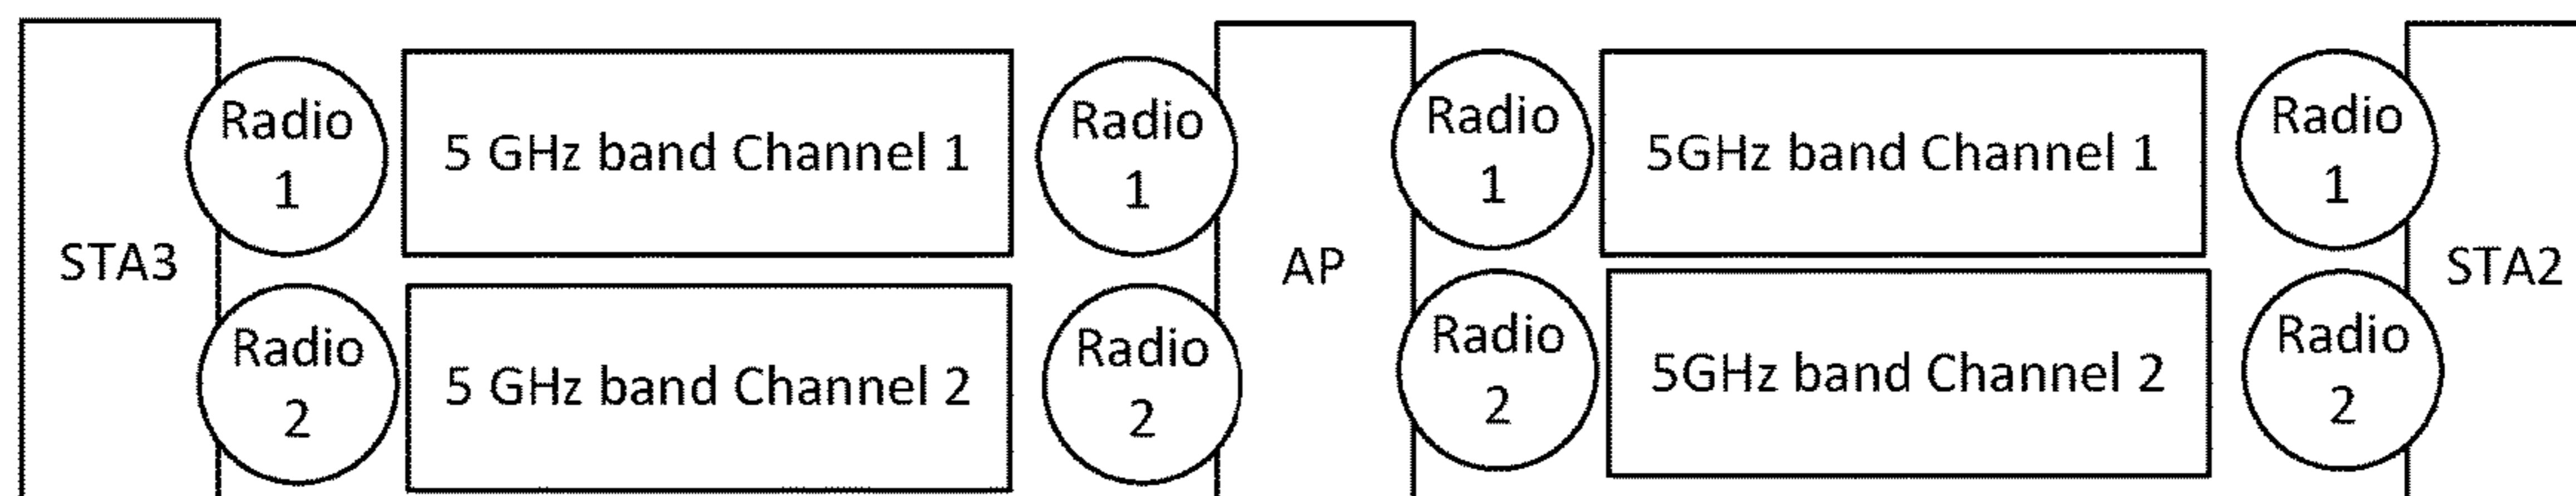 Radio
1
5 GHz band Channel 1
Radio
1
Radio
1
5GHz band Channel 1
Radio
1
STA3
AP
STA2
Radio
2
5 GHz band Channel 2
Radio
2
Radio
2
5GHz band Channel 2
Radio
2